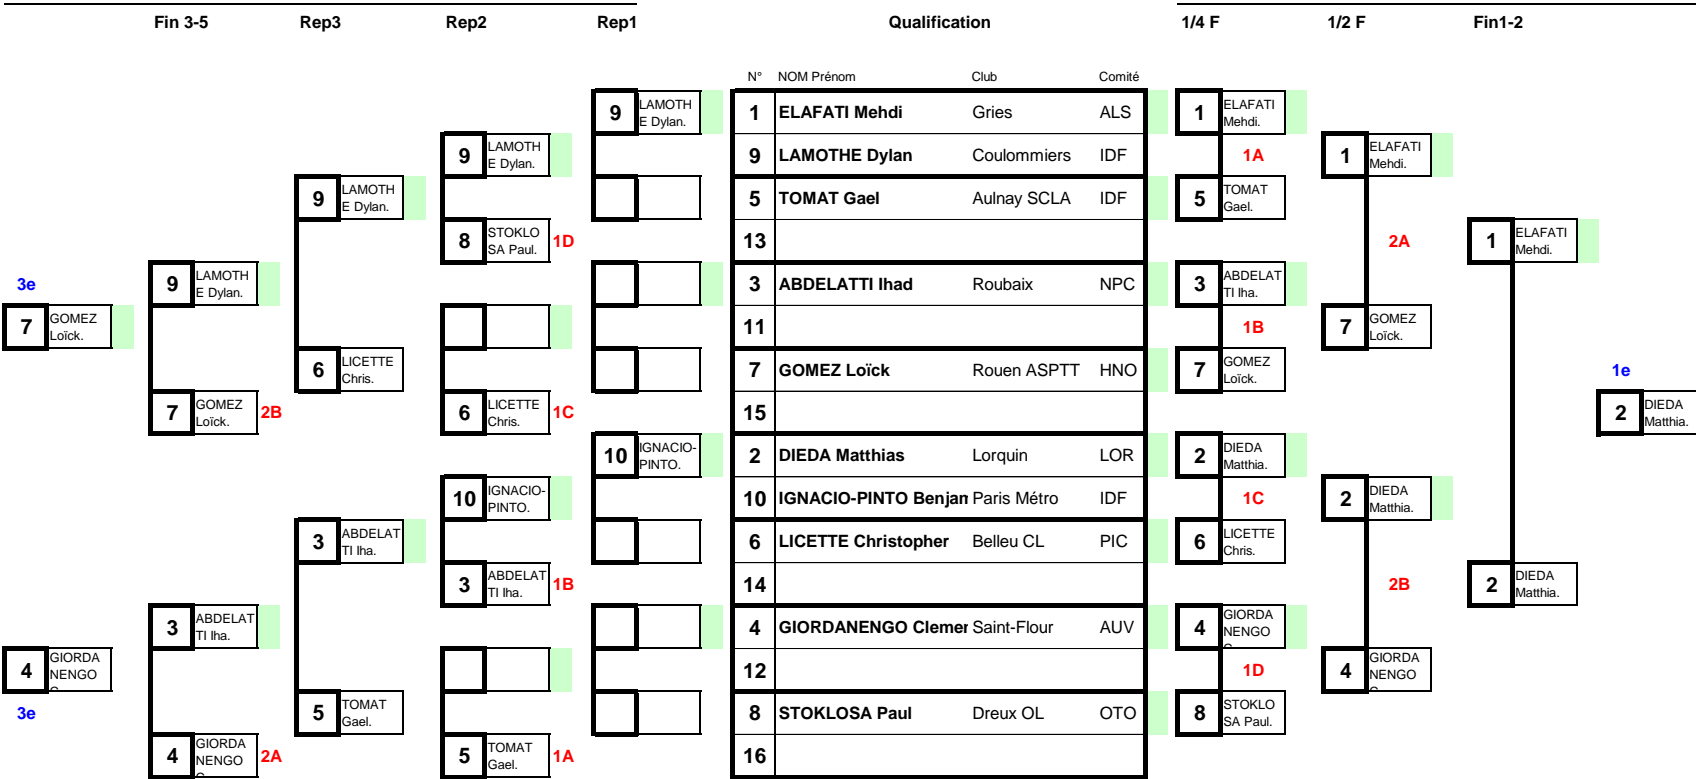 Fin 3-5 Rep3 Rep2 Rep1 Qualification 1/4 F 1/2 F Fin1-2
N° NOM Prénom Club Comité
9 LAMOTH E Dylan. 1 ELAFATI Mehdi Gries ALS 1 ELAFATI Mehdi.
9 LAMOTH E Dylan. 9 LAMOTHE Dylan Coulommiers IDF 1A 1 ELAFATI Mehdi.
9 LAMOTH E Dylan. 5 TOMAT Gael Aulnay SCLA IDF 5 TOMAT Gael.
8 STOKLO SA Paul. 1D 13 2A 1 ELAFATI Mehdi.
3e 9 LAMOTH E Dylan. 3 ABDELATTI Ihad Roubaix NPC 3 ABDELAT TI Iha.
7 GOMEZ Loïck. 11 1B 7 GOMEZ Loïck.
6 LICETTE Chris. 7 GOMEZ Loïck Rouen ASPTT HNO 7 GOMEZ Loïck. 1e
7 GOMEZ Loïck. 2B 6 LICETTE Chris. 1C 15 2 DIEDA Matthia.
10 IGNACIO- PINTO. 2 DIEDA Matthias Lorquin LOR 2 DIEDA Matthia.
10 IGNACIO- PINTO. 10 IGNACIO-PINTO Benjan Paris Métro IDF 1C 2 DIEDA Matthia.
3 ABDELAT TI Iha. 6 LICETTE Christopher Belleu CL PIC 6 LICETTE Chris.
3 ABDELAT TI Iha. 1B 14 2B 2 DIEDA Matthia.
3 ABDELAT TI Iha. 4 GIORDANENGO Clemer Saint-Flour AUV 4 GIORDA NENGO
4 GIORDA NENGO 12 1D 4 GIORDA NENGO
3e 5 TOMAT Gael. 8 STOKLOSA Paul Dreux OL OTO 8 STOKLO SA Paul.
4 GIORDA NENGO 2A 5 TOMAT Gael. 1A 16